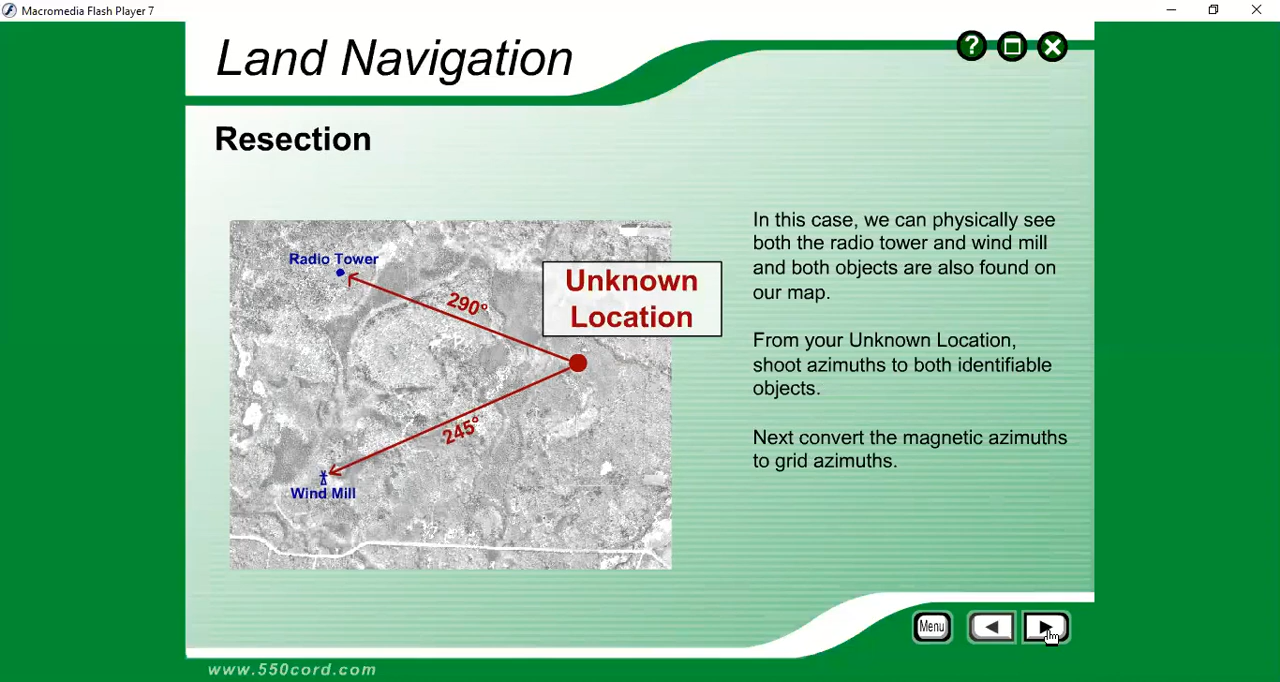 Macromedia Flash Player 7
Land Navigation
?
Resection
Radio Tower
290°
Unknown
Location
245°
Wind Mill
In this case, we can physically see
both the radio tower and wind mill
and both objects are also found on
our map.
From your Unknown Location,
shoot azimuths to both identifiable
objects.
Next convert the magnetic azimuths
to grid azimuths.
Menu
www.550cord.com